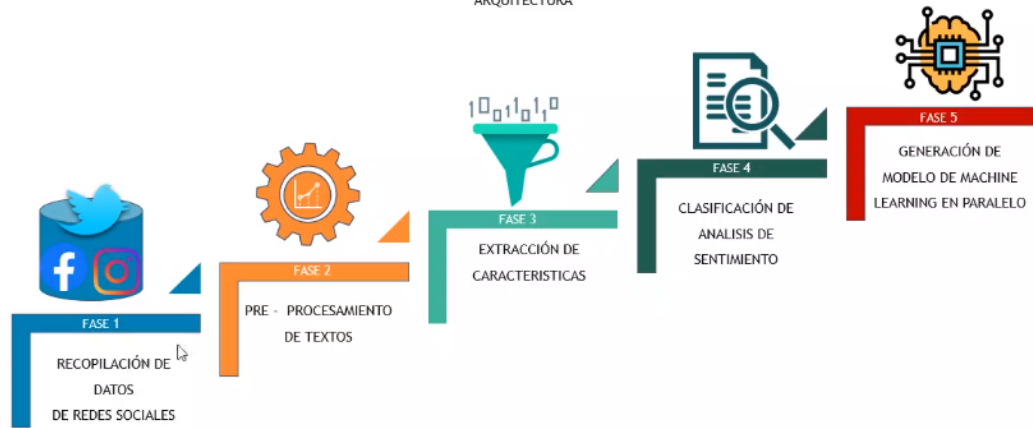 ARQUITECTURA
FASE 1
RECOPILACIÓN DE
DATOS
DE REDES SOCIALES
FASE 2
PRE - PROCESAMIENTO
DE TEXTOS
FASE 3
EXTRACCIÓN DE
CARACTERISTICAS
FASE 4
CLASIFICACIÓN DE
ANALISIS DE
SENTIMIENTO
FASE 5
GENERACIÓN DE
MODELO DE MACHINE
LEARNING EN PARALELO